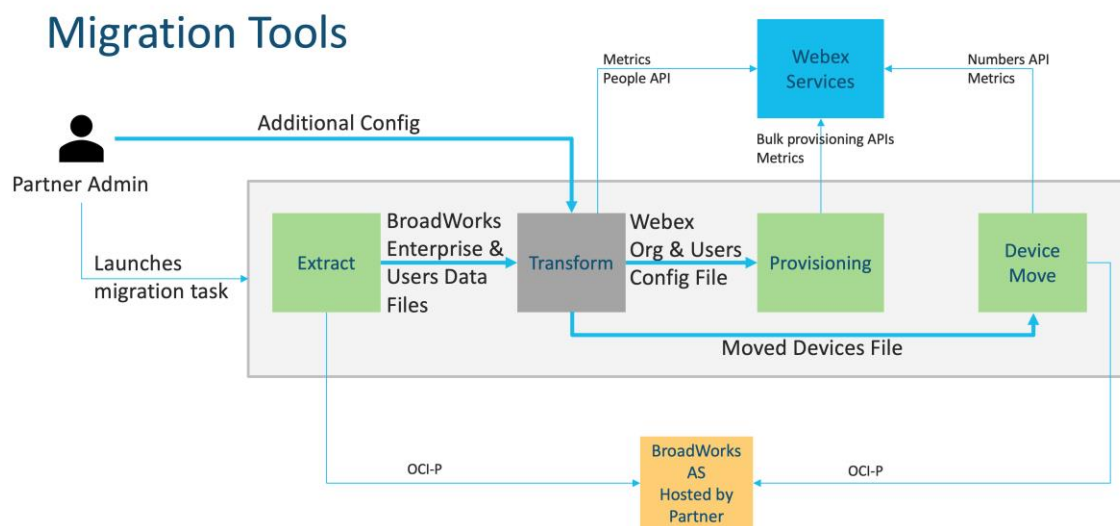 Migration Tools
Metrics
People API
Webex
Services
Numbers API
Metrics
Additional Config
Bulk provisioning APIs
Metrics
Partner Admin
Launches
migration task
Extract
BroadWorks
Enterprise &
Users Data
Files
Transform
Webex
Org & Users
Config File
Provisioning
Device
Move
Moved Devices File
OCI-P
BroadWorks
AS
Hosted by
Partner
OCI-P